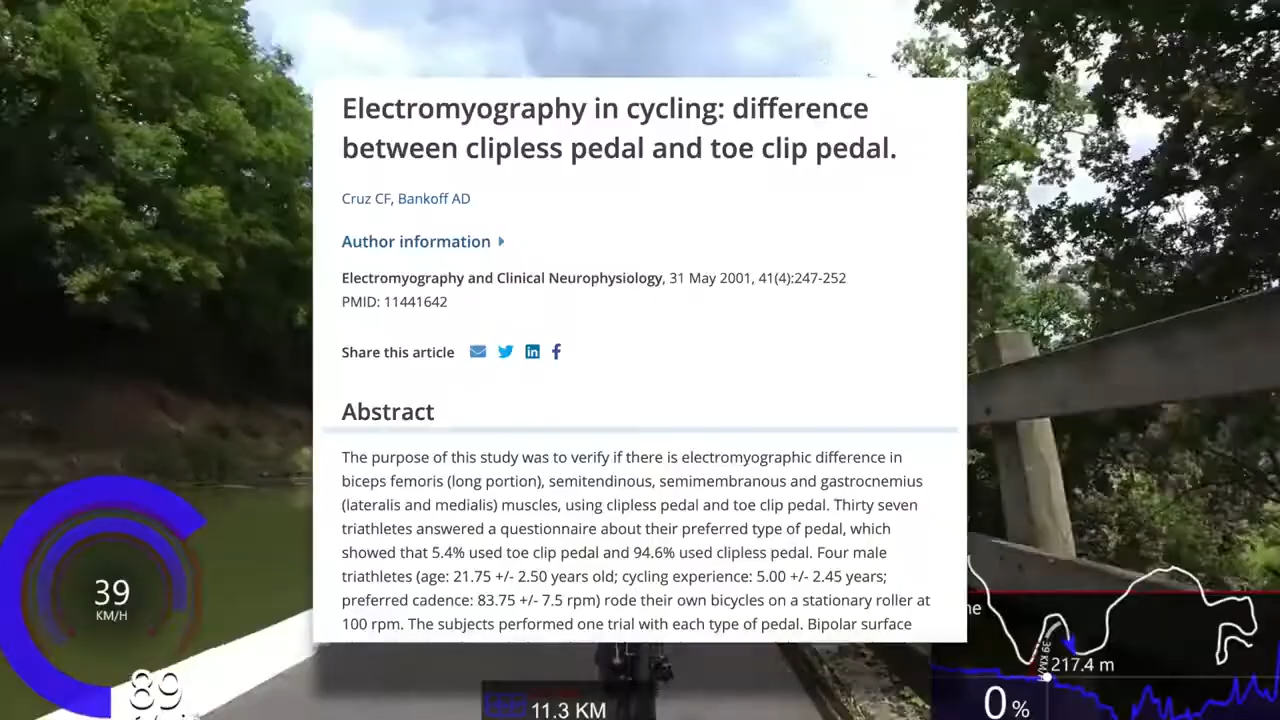 Electromyography in cycling: difference
between clipless pedal and toe clip pedal.
Cruz CF, Bankoff AD
Author information
Electromyography and Clinical Neurophysiology, 31 May 2001, 41(4):247-252
PMID: 11441642
Share this article
Abstract
The purpose of this study was to verify if there is electromyographic difference in
biceps femoris (long portion), semitendinous, semimembranous and gastrocnemius
(lateralis and medialis) muscles, using clipless pedal and toe clip pedal. Thirty seven
triathletes answered a questionnaire about their preferred type of pedal, which
showed that 5.4% used toe clip pedal and 94.6% used clipless pedal. Four male
triathletes (age: 21.75 +/- 2.50 years old; cycling experience: 5.00 +/- 2.45 years;
preferred cadence: 83.75 +/- 7.5 rpm) rode their own bicycles on a stationary roller at
100 rpm. The subjects performed one trial with each type of pedal. Bipolar surface
39
KM/H
89
39 KM/H
217.4 m
0 %
11.3 KM